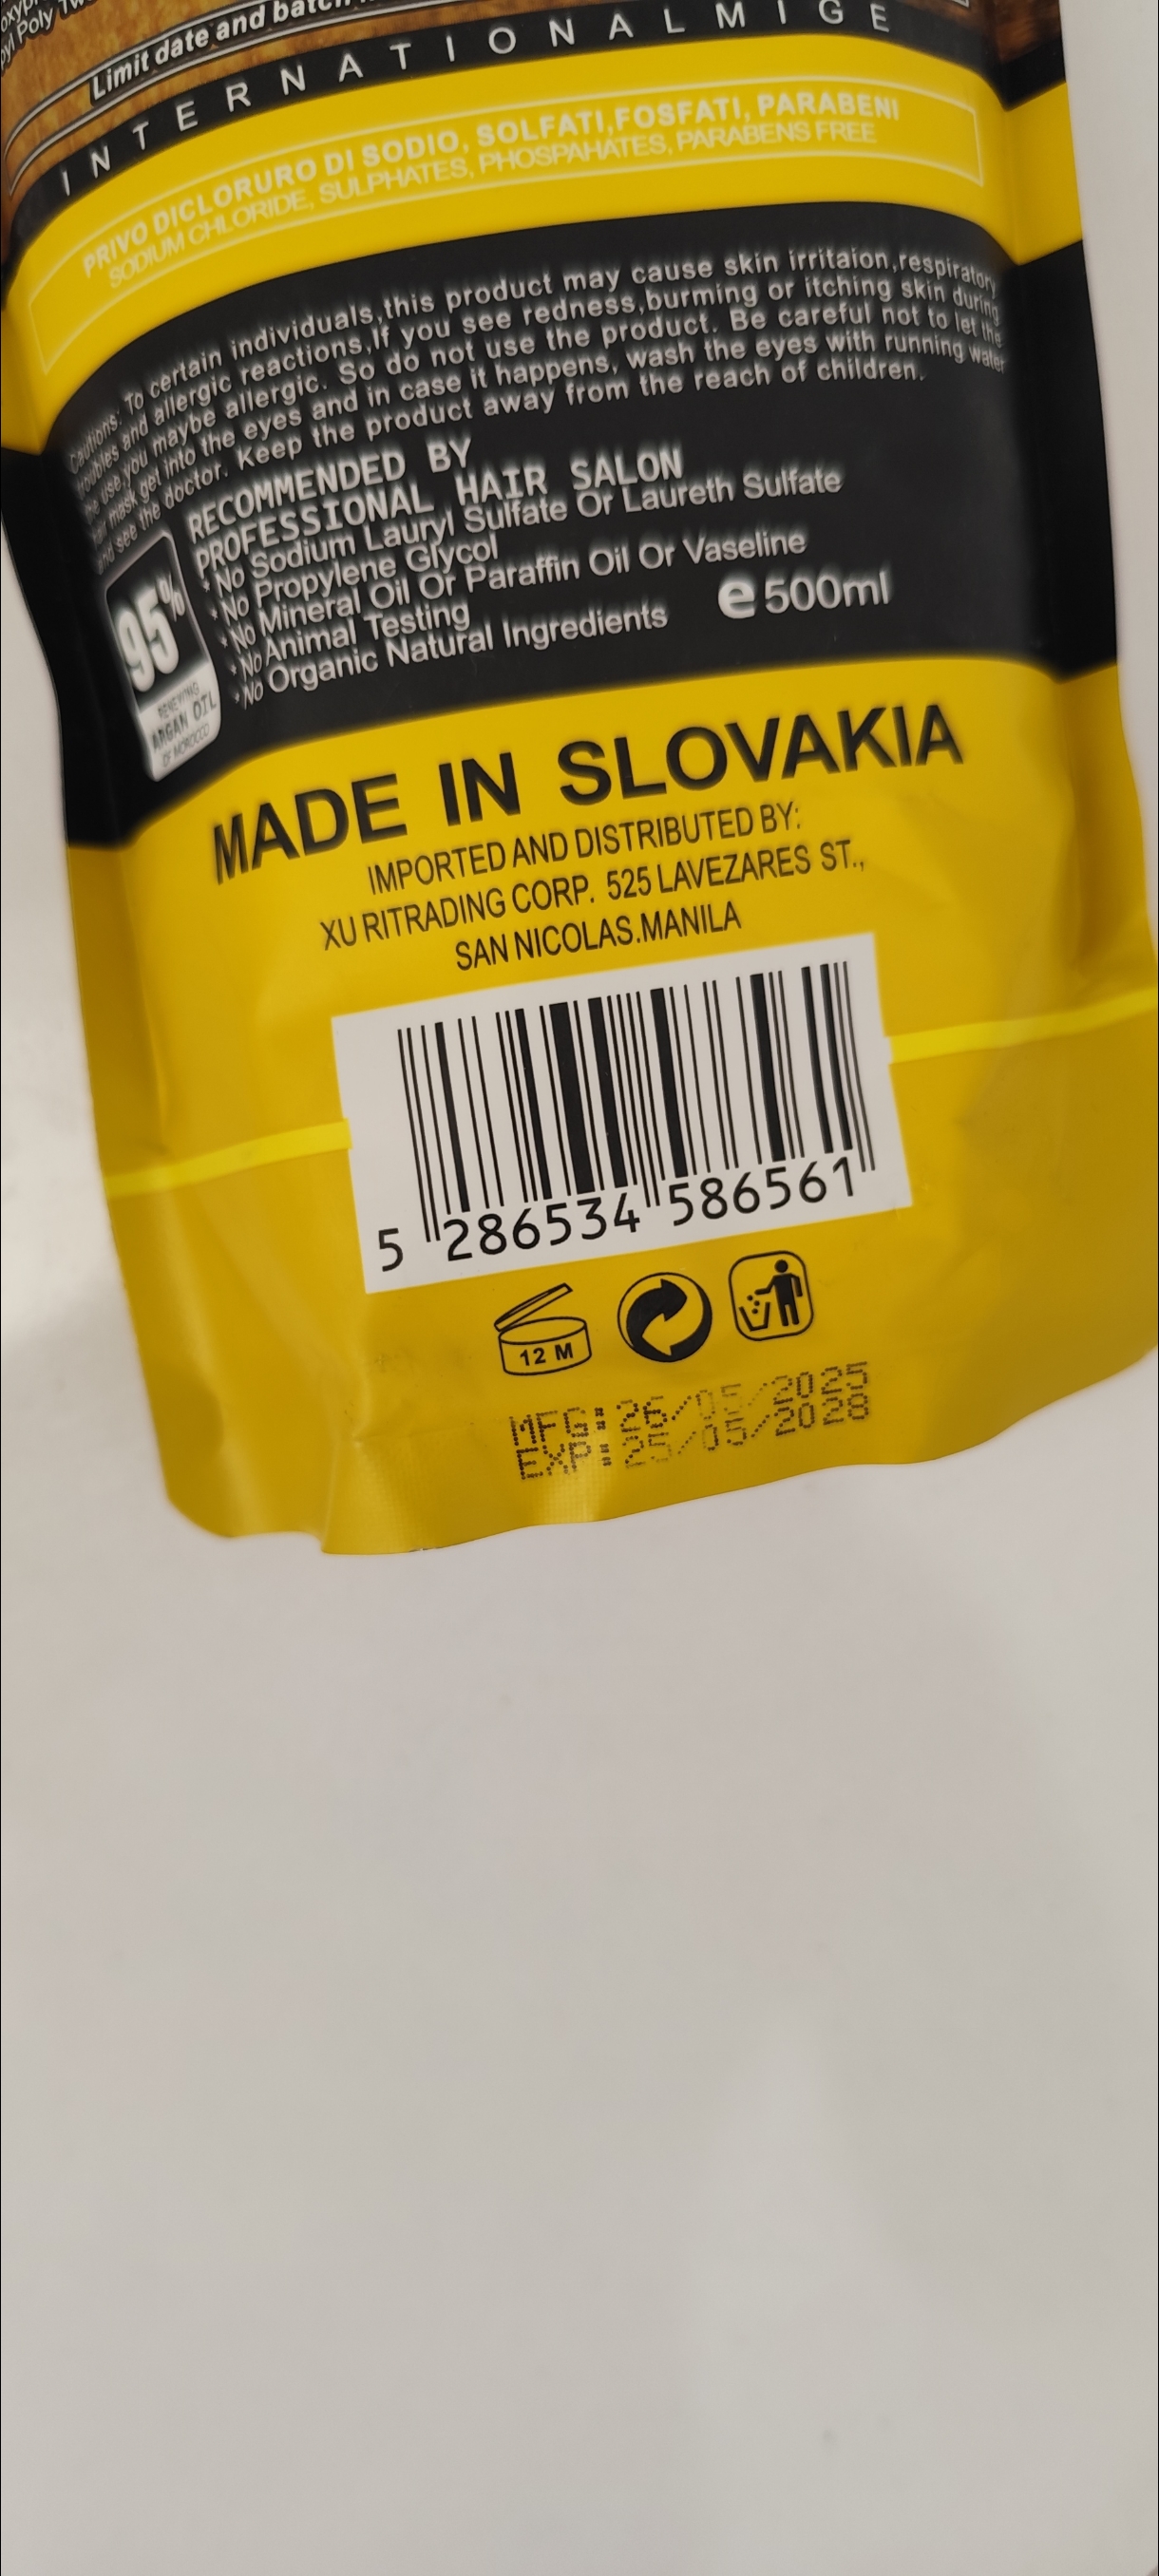 Limit date and batch
INTERNATIONALMIGE
PRIVO DICLORURO DI SODIO, SOLFATI,FOSFATI, PARABENI
SODIUM CHLORIDE, SULPHATES, PHOSPAHATES, PARABENS FREE
Cautions: To certain individuals,this product may cause skin irritaion,respiratory
troubles and allergic reactions,If you see redness,burming or itching skin during
the use,you maybe allergic. So do not use the product. Be careful not to let the
hair mask get into the eyes and in case it happens, wash the eyes with running water
and see the doctor. Keep the product away from the reach of children.
RECOMMENDED BY
PROFESSIONAL HAIR SALON
* No Sodium Lauryl Sulfate Or Laureth Sulfate
* No Propylene Glycol
* No Mineral Oil Or Paraffin Oil Or Vaseline
* No Animal Testing
* No Organic Natural Ingredients
e 500ml
95%
RENEWING
ARGAN OIL
OF MOROCCO
MADE IN SLOVAKIA
IMPORTED AND DISTRIBUTED BY:
XU RITRADING CORP. 525 LAVEZARES ST.,
SAN NICOLAS.MANILA
5 286534 586561
12 M
MFG:26/05/2025
EXP:25/05/2028